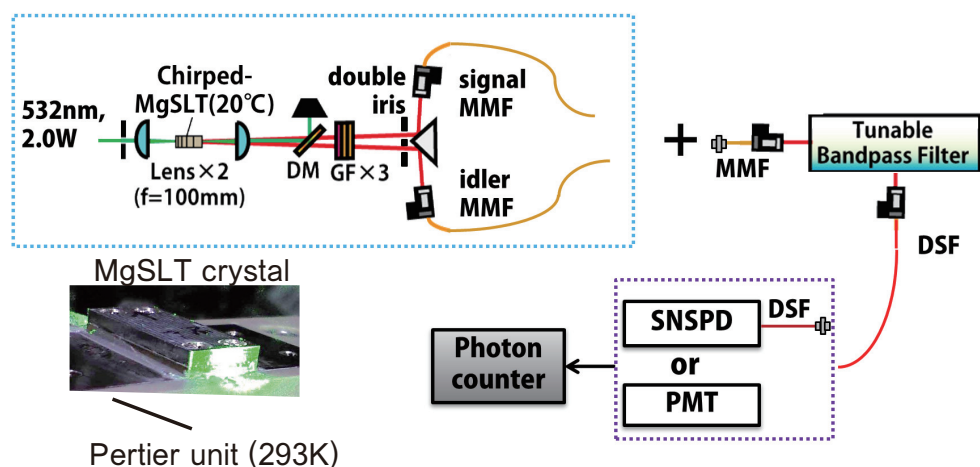 532nm,
2.0W
Chirped-
MgSLT(20℃)
Lens×2
(f=100mm)
DM
GF×3
double
iris
signal
MMF
idler
MMF
+
MMF
Tunable
Bandpass Filter
DSF
MgSLT crystal
Pertier unit (293K)
Photon
counter
SNSPD
DSF
or
PMT